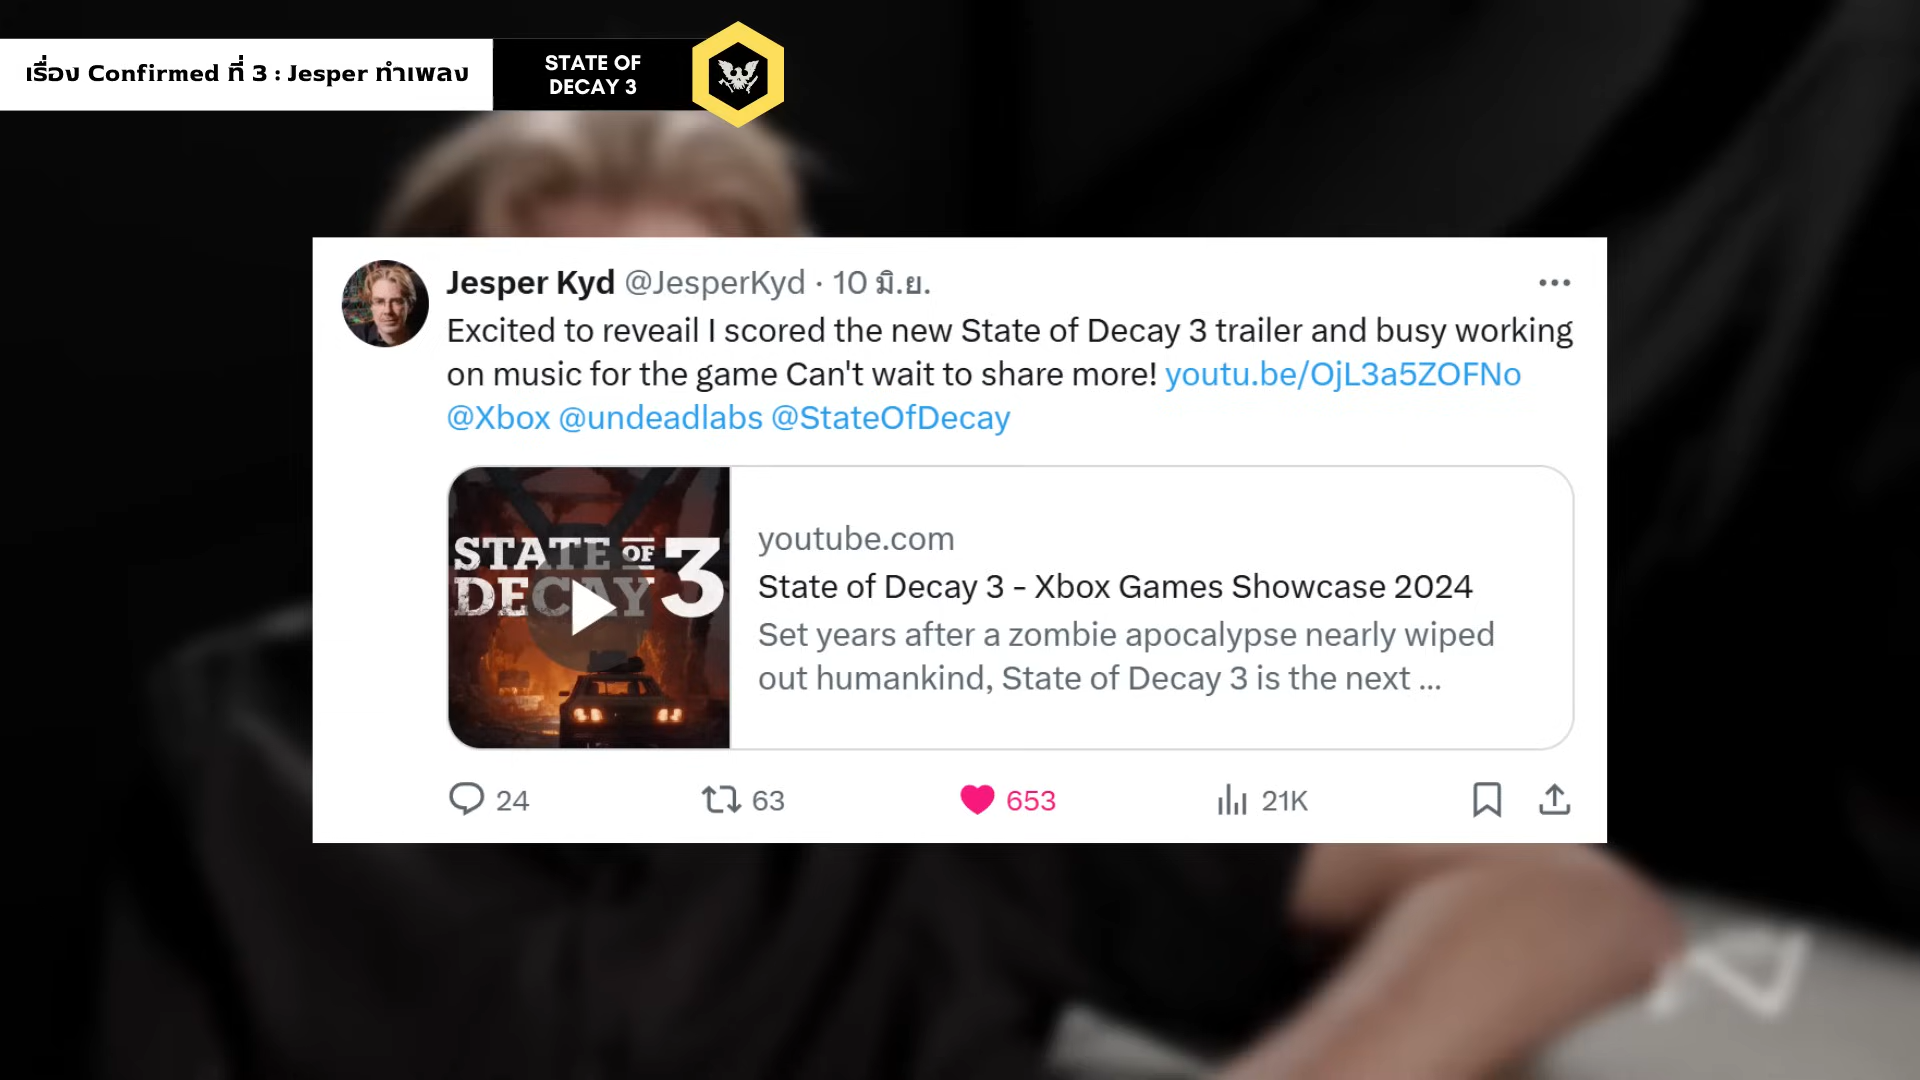 เรื่อง Confirmed ที่ 3 : Jesper ทำเพลง
STATE OF
DECAY 3
Jesper Kyd @JesperKyd · 10 มิ.ย.
Excited to reveail I scored the new State of Decay 3 trailer and busy working
on music for the game Can't wait to share more! youtu.be/OjL3a5ZOFNo
@Xbox @undeadlabs @StateOfDecay
STATE OF
DECAY 3
youtube.com
State of Decay 3 - Xbox Games Showcase 2024
Set years after a zombie apocalypse nearly wiped
out humankind, State of Decay 3 is the next ...
24 63 653 21K